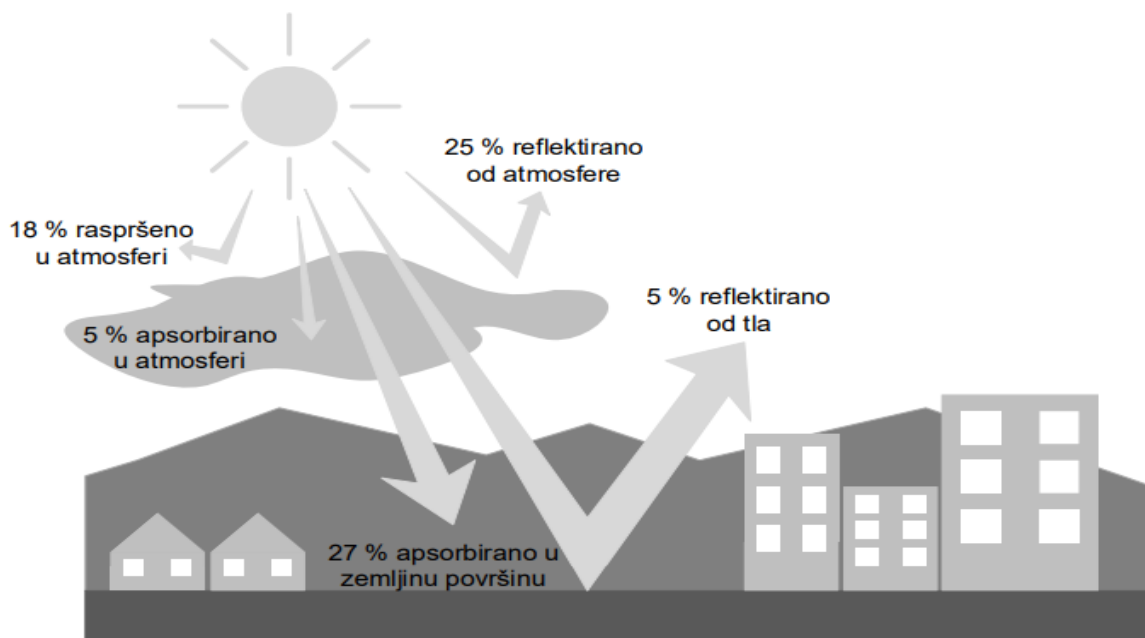 25 % reflektirano
od atmosfere
18 % raspršeno
u atmosferi
5 % reflektirano
od tla
5 % apsorbirano
u atmosferi
27 % apsorbirano u
zemljinu površinu